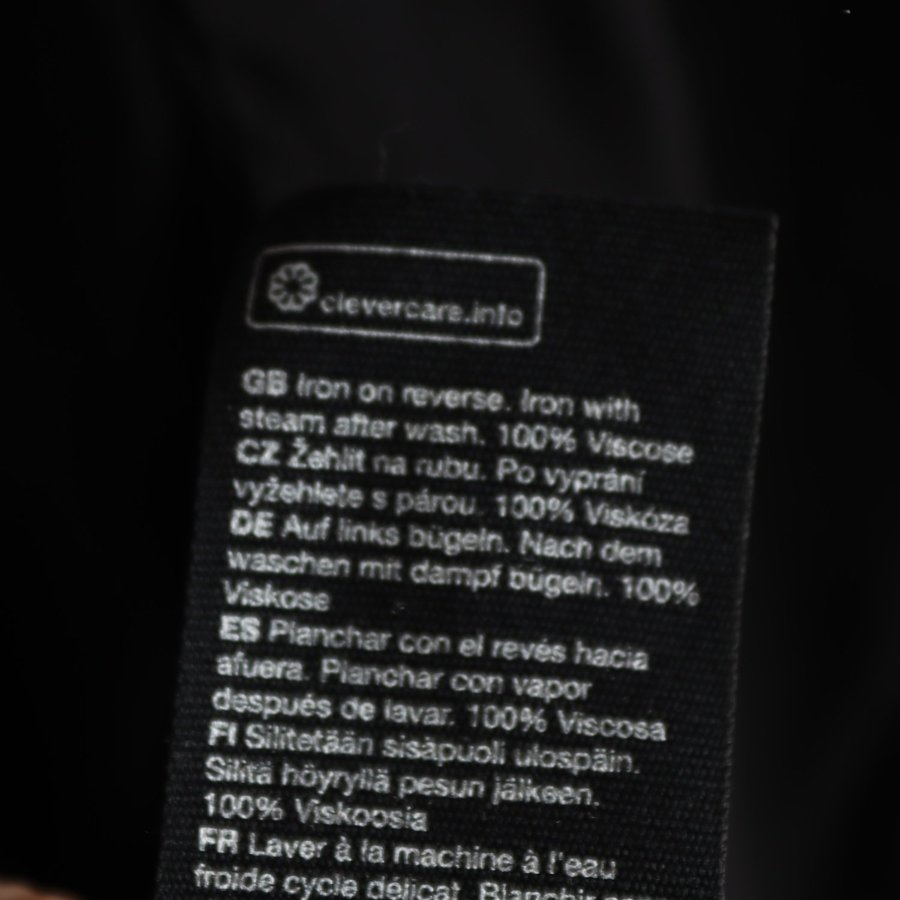 clevercare.info
GB Iron on reverse. Iron with
steam after wash. 100% Viscose
CZ Žehlit na rubu. Po vyprání
vyžehlete s párou. 100% Viskóza
DE Auf links bügeln. Nach dem
waschen mit dampf bügeln. 100%
Viskose
ES Planchar con el revés hacia
afuera. Planchar con vapor
después de lavar. 100% Viscosa
FI Silitetään sisäpuoli ulospäin.
Silitä höyryllä pesun jälkeen.
100% Viskoosia
FR Laver à la machine à l'eau
froide cycle délicat. Blanchir